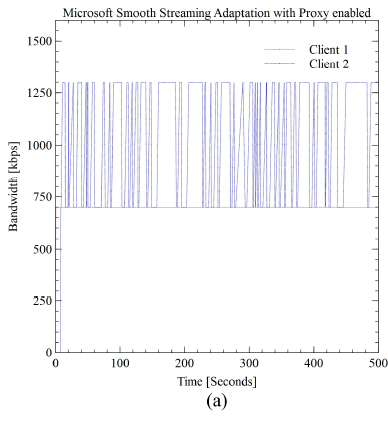 Microsoft Smooth Streaming Adaptation with Proxy enabled
1500
1250
1000
750
500
250
0
Bandwidth [kbps]
Client 1
Client 2
0 100 200 300 400 500
Time [Seconds]
(a)